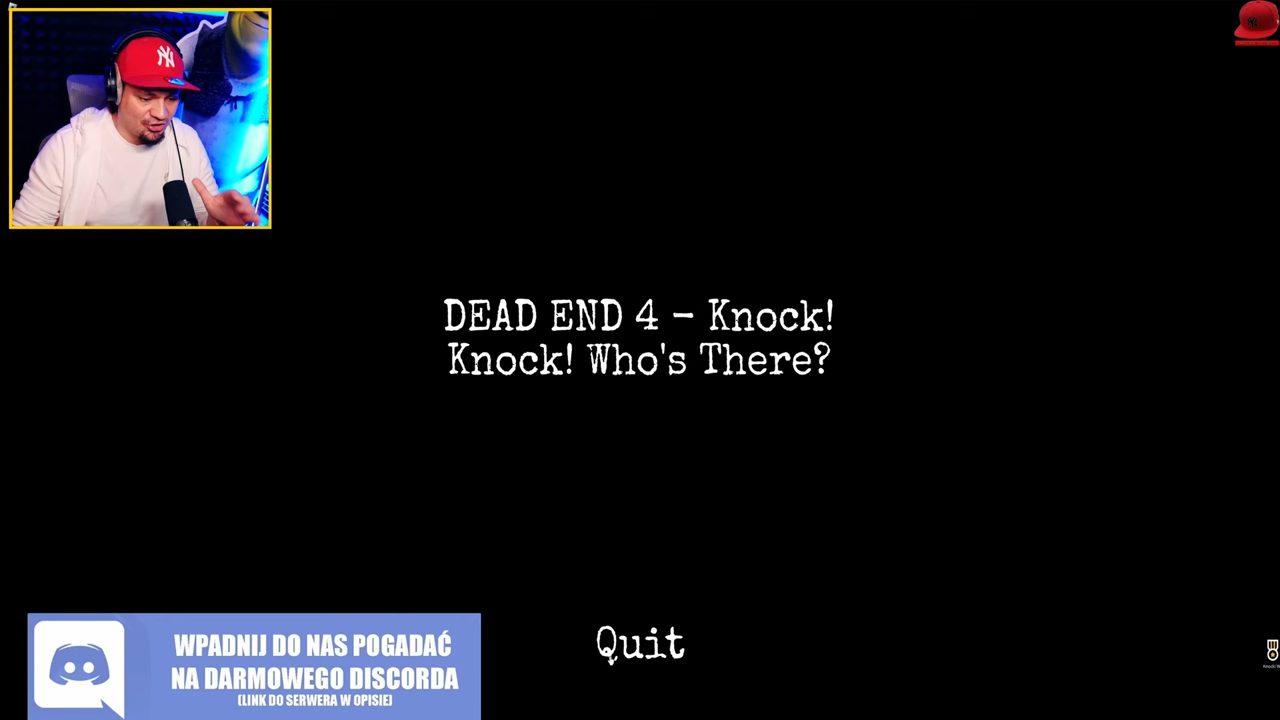 NY
DEAD END 4 - Knock!
Knock! Who's There?
Quit
WPADNIJ DO NAS POGADAĆ
NA DARMOWEGO DISCORDA
(LINK DO SERWERA W OPISIE)